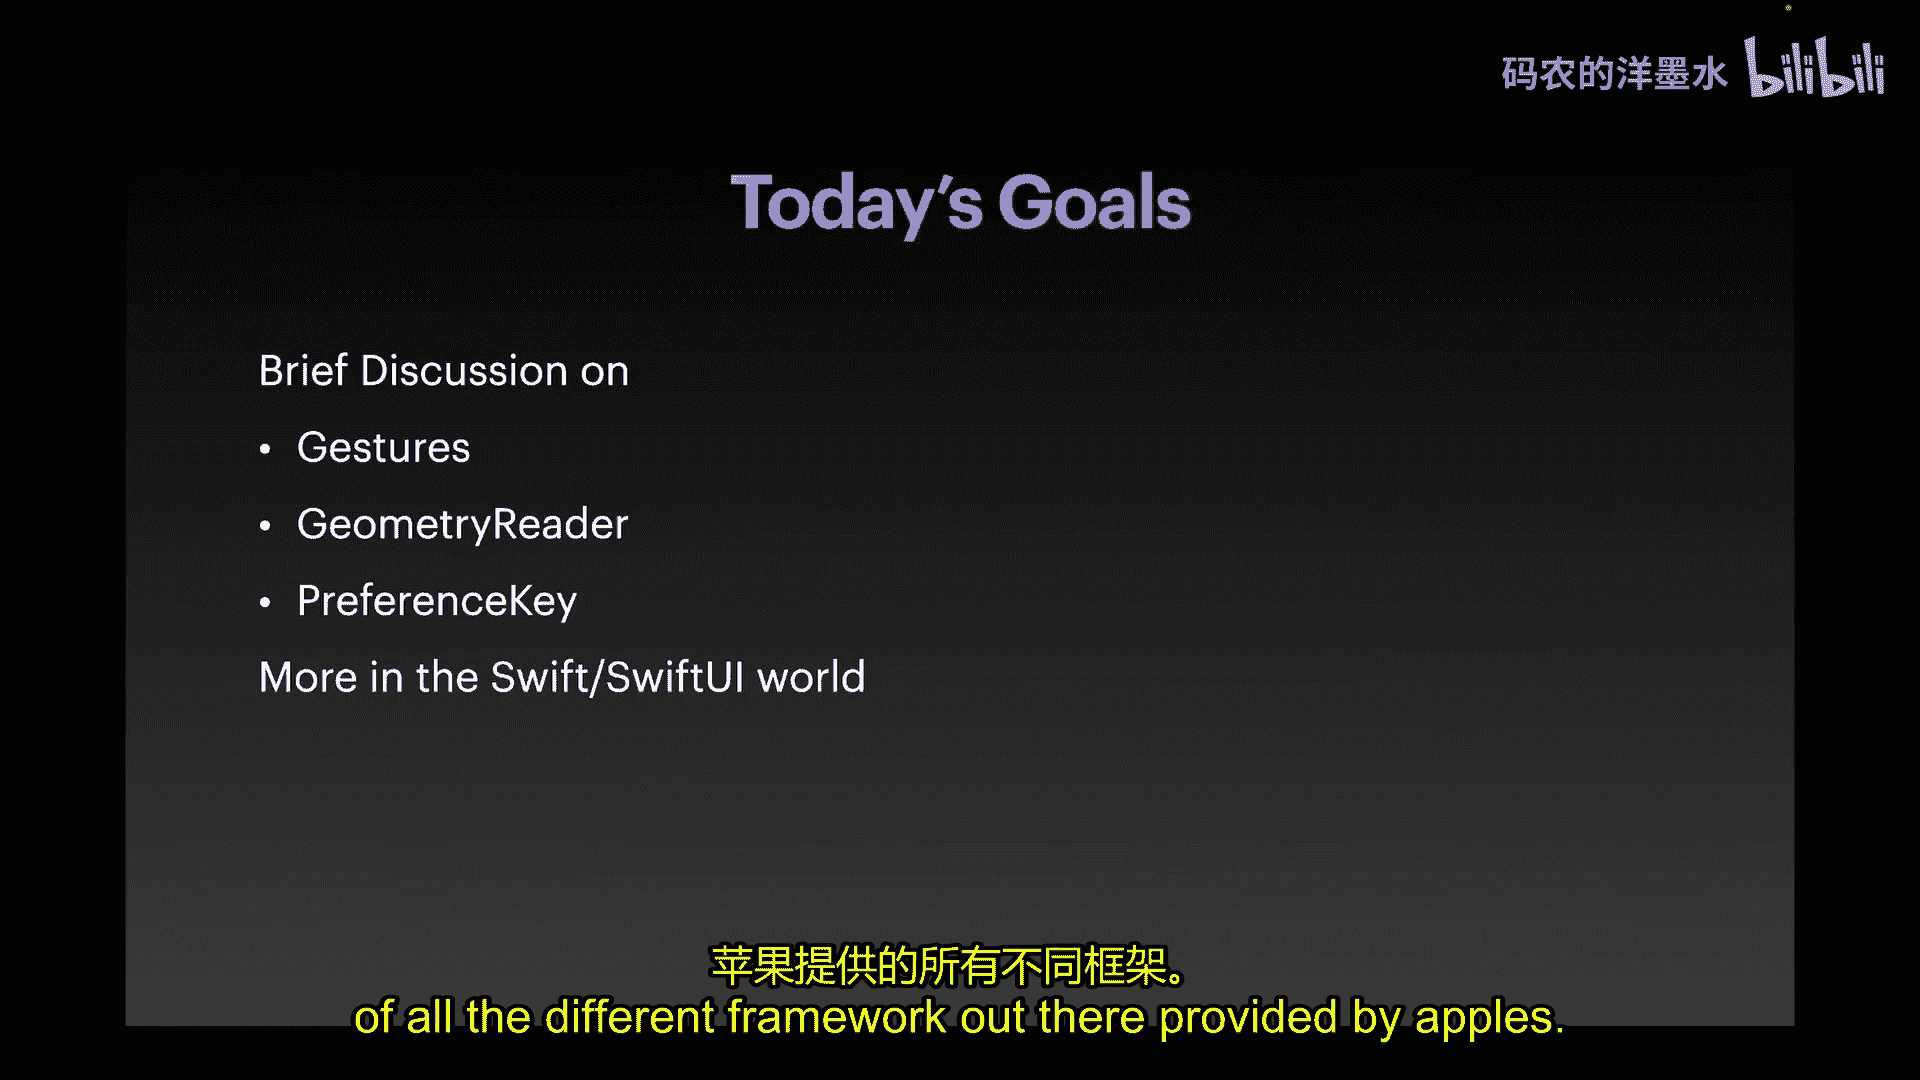 码农的洋墨水 bilibili
Today's Goals
Brief Discussion on
• Gestures
• GeometryReader
• PreferenceKey
More in the Swift/SwiftUI world
苹果提供的所有不同框架。
of all the different framework out there provided by apples.